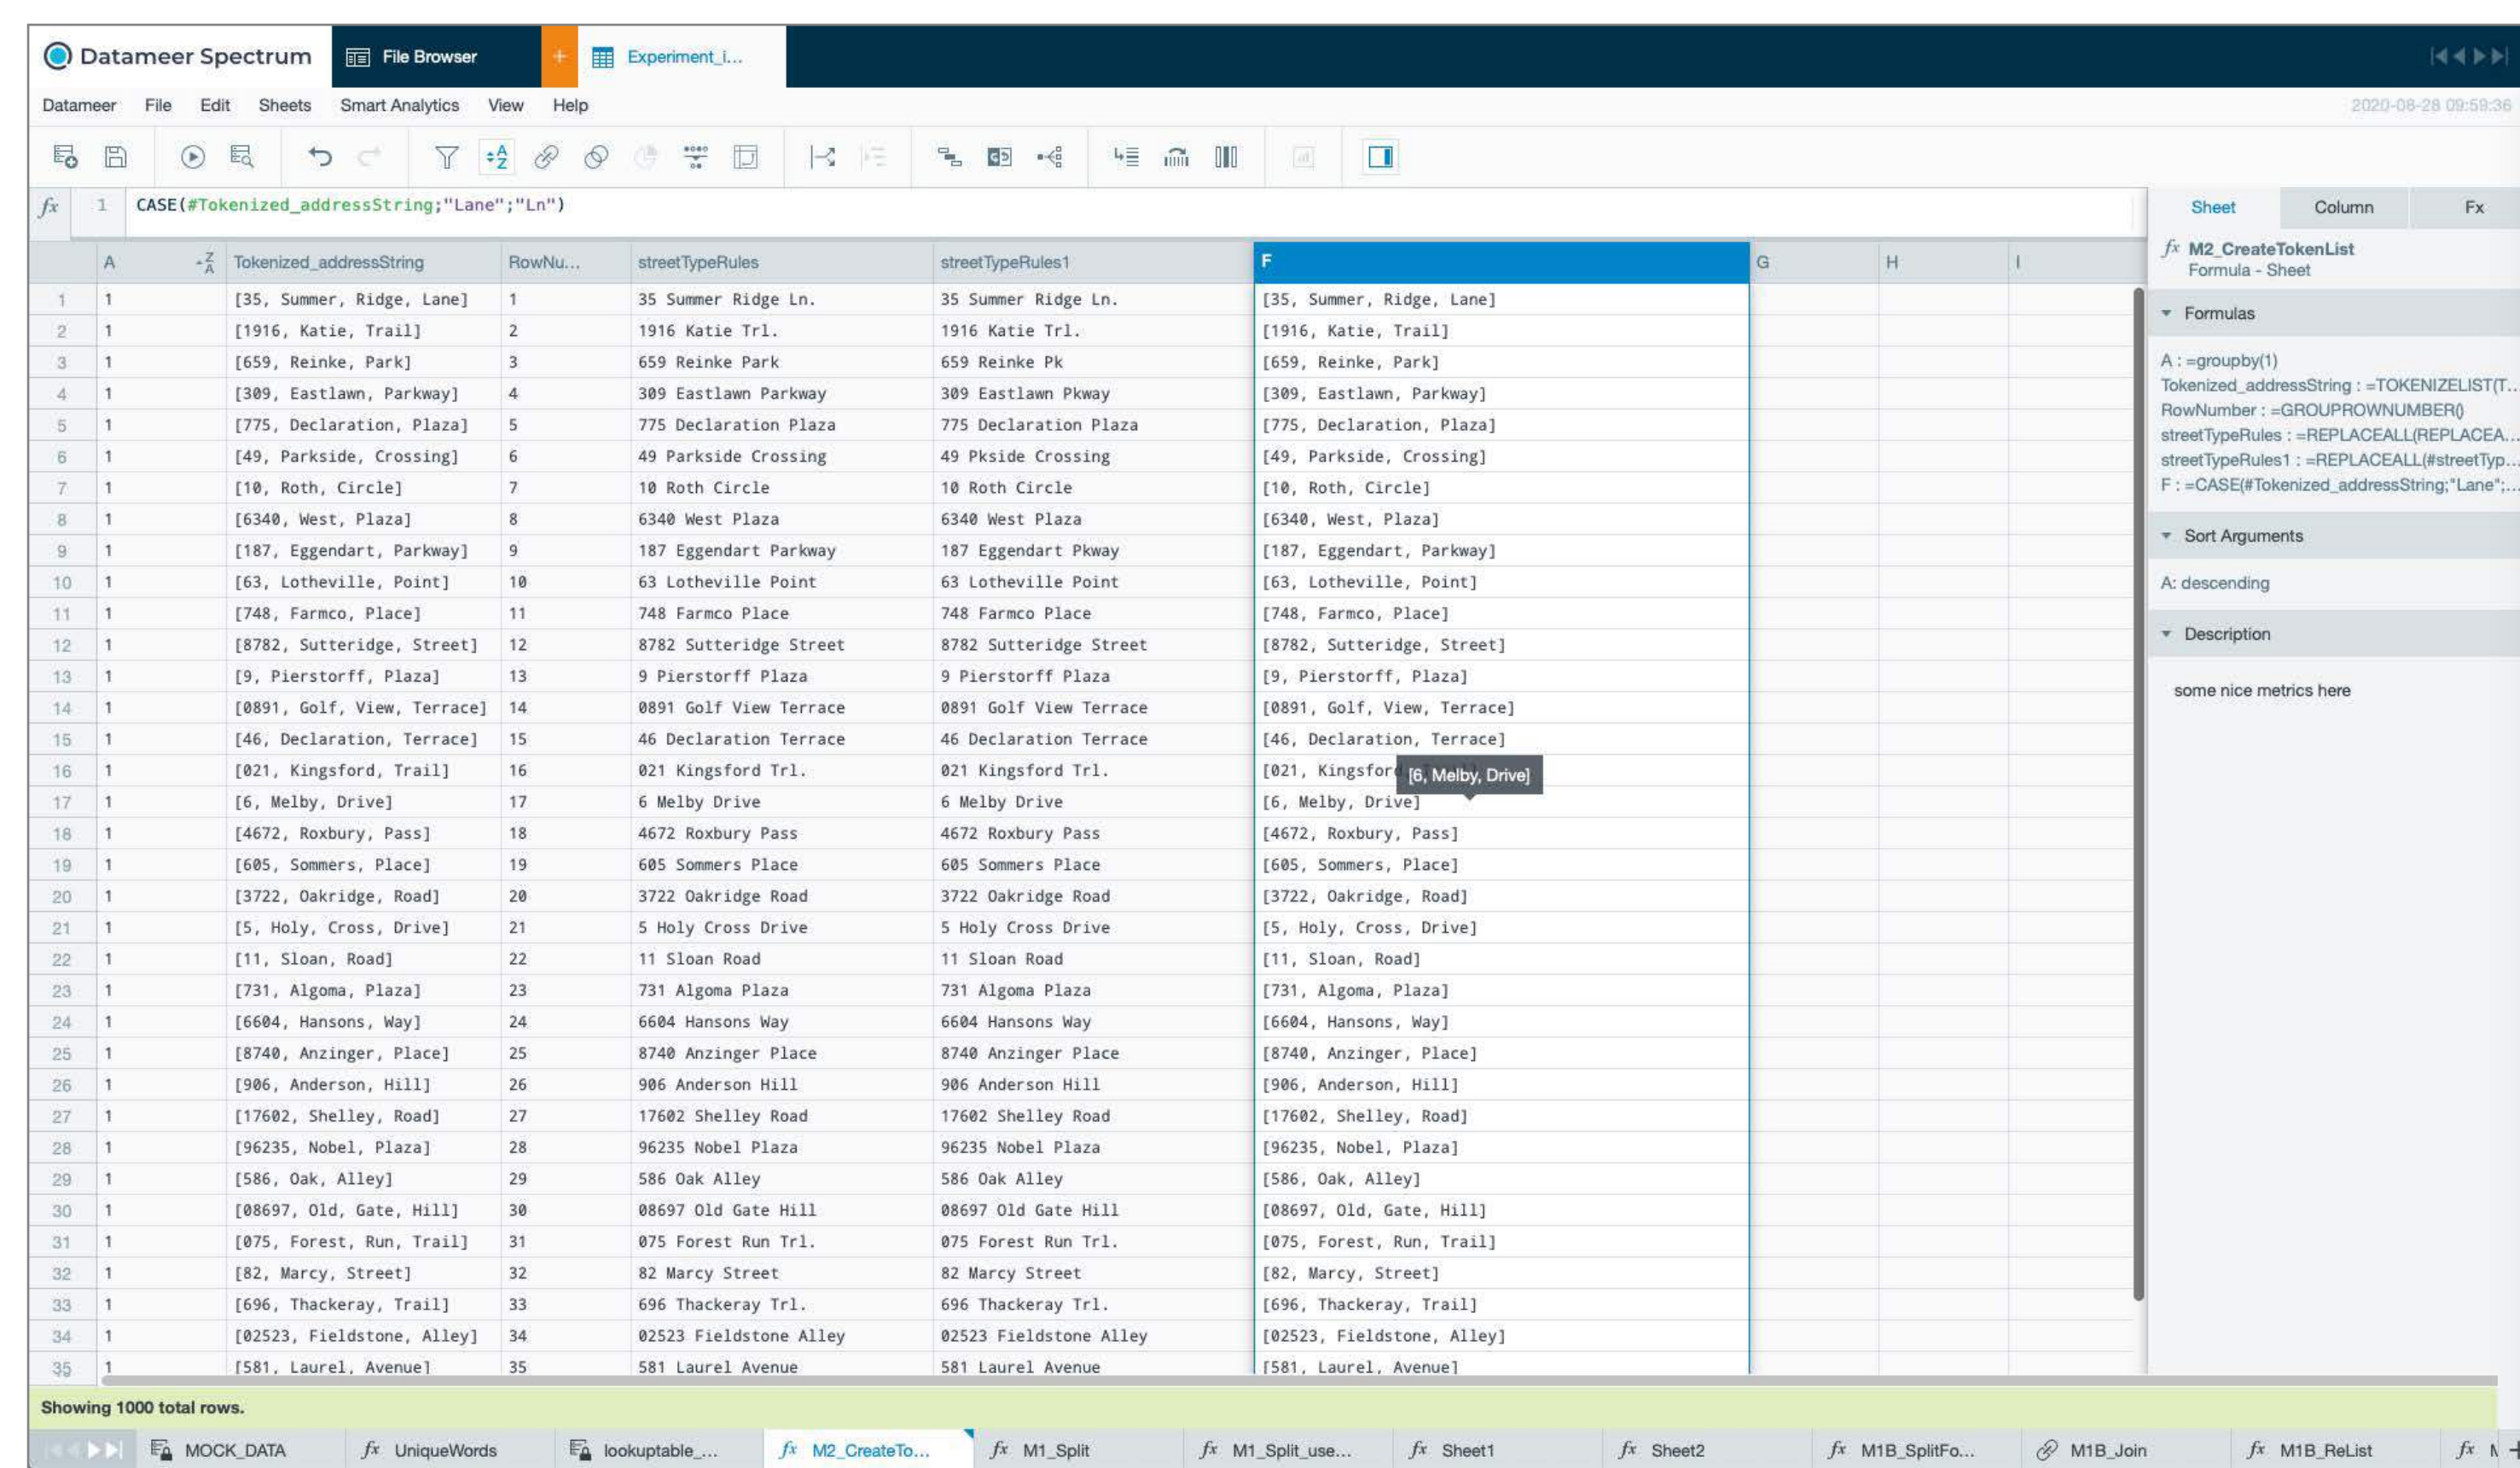 Datameer Spectrum File Browser + Experiment_i...
Datameer File Edit Sheets Smart Analytics View Help 2020-08-28 09:59:36
fx 1 CASE(#Tokenized_addressString;"Lane";"Ln")
A Tokenized_addressString RowNu... streetTypeRules streetTypeRules1 F G H I
1 1 [35, Summer, Ridge, Lane] 1 35 Summer Ridge Ln. 35 Summer Ridge Ln. [35, Summer, Ridge, Lane]
2 1 [1916, Katie, Trail] 2 1916 Katie Trl. 1916 Katie Trl. [1916, Katie, Trail]
3 1 [659, Reinke, Park] 3 659 Reinke Park 659 Reinke Pk [659, Reinke, Park]
4 1 [309, Eastlawn, Parkway] 4 309 Eastlawn Parkway 309 Eastlawn Pkway [309, Eastlawn, Parkway]
5 1 [775, Declaration, Plaza] 5 775 Declaration Plaza 775 Declaration Plaza [775, Declaration, Plaza]
6 1 [49, Parkside, Crossing] 6 49 Parkside Crossing 49 Pkside Crossing [49, Parkside, Crossing]
7 1 [10, Roth, Circle] 7 10 Roth Circle 10 Roth Circle [10, Roth, Circle]
8 1 [6340, West, Plaza] 8 6340 West Plaza 6340 West Plaza [6340, West, Plaza]
9 1 [187, Eggendart, Parkway] 9 187 Eggendart Parkway 187 Eggendart Pkway [187, Eggendart, Parkway]
10 1 [63, Lotheville, Point] 10 63 Lotheville Point 63 Lotheville Point [63, Lotheville, Point]
11 1 [748, Farmco, Place] 11 748 Farmco Place 748 Farmco Place [748, Farmco, Place]
12 1 [8782, Sutteridge, Street] 12 8782 Sutteridge Street 8782 Sutteridge Street [8782, Sutteridge, Street]
13 1 [9, Pierstorff, Plaza] 13 9 Pierstorff Plaza 9 Pierstorff Plaza [9, Pierstorff, Plaza]
14 1 [0891, Golf, View, Terrace] 14 0891 Golf View Terrace 0891 Golf View Terrace [0891, Golf, View, Terrace]
15 1 [46, Declaration, Terrace] 15 46 Declaration Terrace 46 Declaration Terrace [46, Declaration, Terrace]
16 1 [021, Kingsford, Trail] 16 021 Kingsford Trl. 021 Kingsford Trl. [021, Kingsford
[6, Melby, Drive]
17 1 [6, Melby, Drive] 17 6 Melby Drive 6 Melby Drive [6, Melby, Drive]
18 1 [4672, Roxbury, Pass] 18 4672 Roxbury Pass 4672 Roxbury Pass [4672, Roxbury, Pass]
19 1 [605, Sommers, Place] 19 605 Sommers Place 605 Sommers Place [605, Sommers, Place]
20 1 [3722, Oakridge, Road] 20 3722 Oakridge Road 3722 Oakridge Road [3722, Oakridge, Road]
21 1 [5, Holy, Cross, Drive] 21 5 Holy Cross Drive 5 Holy Cross Drive [5, Holy, Cross, Drive]
22 1 [11, Sloan, Road] 22 11 Sloan Road 11 Sloan Road [11, Sloan, Road]
23 1 [731, Algoma, Plaza] 23 731 Algoma Plaza 731 Algoma Plaza [731, Algoma, Plaza]
24 1 [6604, Hansons, Way] 24 6604 Hansons Way 6604 Hansons Way [6604, Hansons, Way]
25 1 [8740, Anzinger, Place] 25 8740 Anzinger Place 8740 Anzinger Place [8740, Anzinger, Place]
26 1 [906, Anderson, Hill] 26 906 Anderson Hill 906 Anderson Hill [906, Anderson, Hill]
27 1 [17602, Shelley, Road] 27 17602 Shelley Road 17602 Shelley Road [17602, Shelley, Road]
28 1 [96235, Nobel, Plaza] 28 96235 Nobel Plaza 96235 Nobel Plaza [96235, Nobel, Plaza]
29 1 [586, Oak, Alley] 29 586 Oak Alley 586 Oak Alley [586, Oak, Alley]
30 1 [08697, Old, Gate, Hill] 30 08697 Old Gate Hill 08697 Old Gate Hill [08697, Old, Gate, Hill]
31 1 [075, Forest, Run, Trail] 31 075 Forest Run Trl. 075 Forest Run Trl. [075, Forest, Run, Trail]
32 1 [82, Marcy, Street] 32 82 Marcy Street 82 Marcy Street [82, Marcy, Street]
33 1 [696, Thackeray, Trail] 33 696 Thackeray Trl. 696 Thackeray Trl. [696, Thackeray, Trail]
34 1 [02523, Fieldstone, Alley] 34 02523 Fieldstone Alley 02523 Fieldstone Alley [02523, Fieldstone, Alley]
35 1 [581, Laurel, Avenue] 35 581 Laurel Avenue 581 Laurel Avenue [581, Laurel, Avenue]
Sheet Column Fx
fx M2_CreateTokenList
Formula - Sheet
Formulas
A : =groupby(1)
Tokenized_addressString : =TOKENIZELIST(T...
RowNumber : =GROUPROWNUMBER()
streetTypeRules : =REPLACEALL(REPLACEA...
streetTypeRules1 : =REPLACEALL(#streetTyp...
F : =CASE(#Tokenized_addressString;"Lane";...
Sort Arguments
A: descending
Description
some nice metrics here
Showing 1000 total rows.
MOCK_DATA fx UniqueWords lookuptable_... fx M2_CreateTo... fx M1_Split fx M1_Split_use... fx Sheet1 fx Sheet2 fx M1B_SplitFo... M1B_Join fx M1B_ReList fx